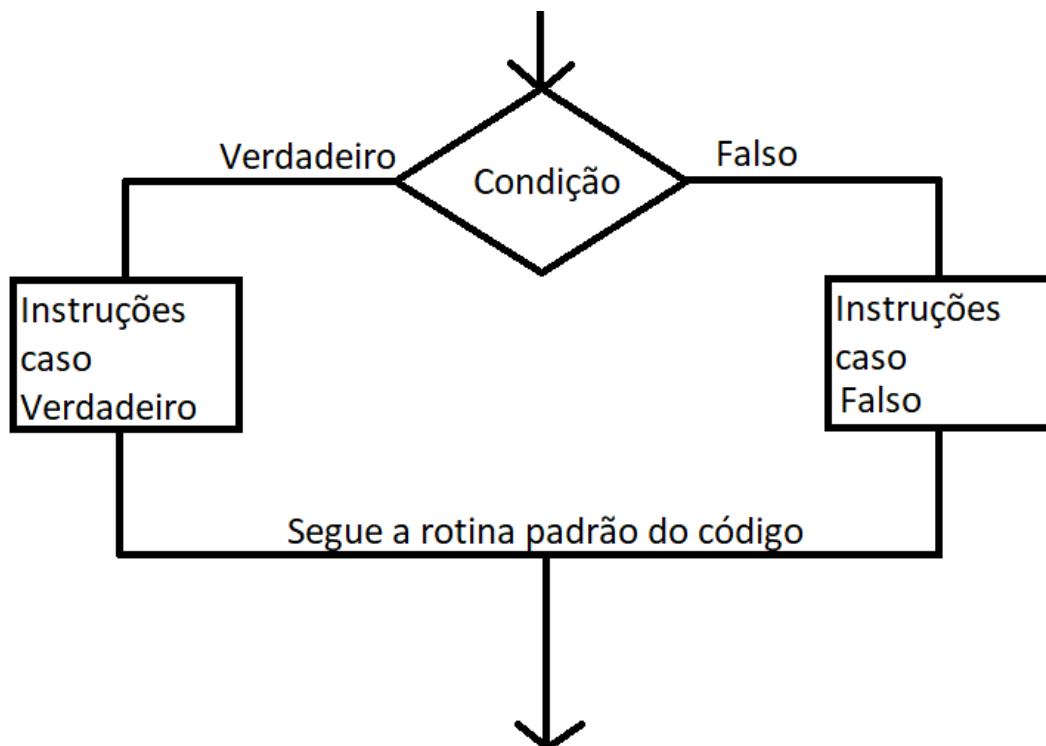 Verdadeiro
Falso
Condição
Instruções
caso
Verdadeiro
Instruções
caso
Falso
Segue a rotina padrão do código